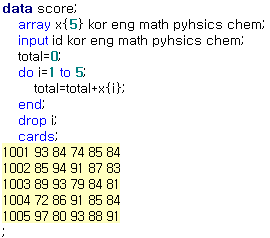 data score;
array x{5} kor eng math pyhsics chem;
input id kor eng math pyhsics chem;
total=0;
do i=1 to 5;
total=total+x{i};
end;
drop i;
cards;
1001 93 84 74 85 84
1002 85 94 91 87 83
1003 89 93 79 84 81
1004 72 86 91 85 84
1005 97 80 93 88 91
;